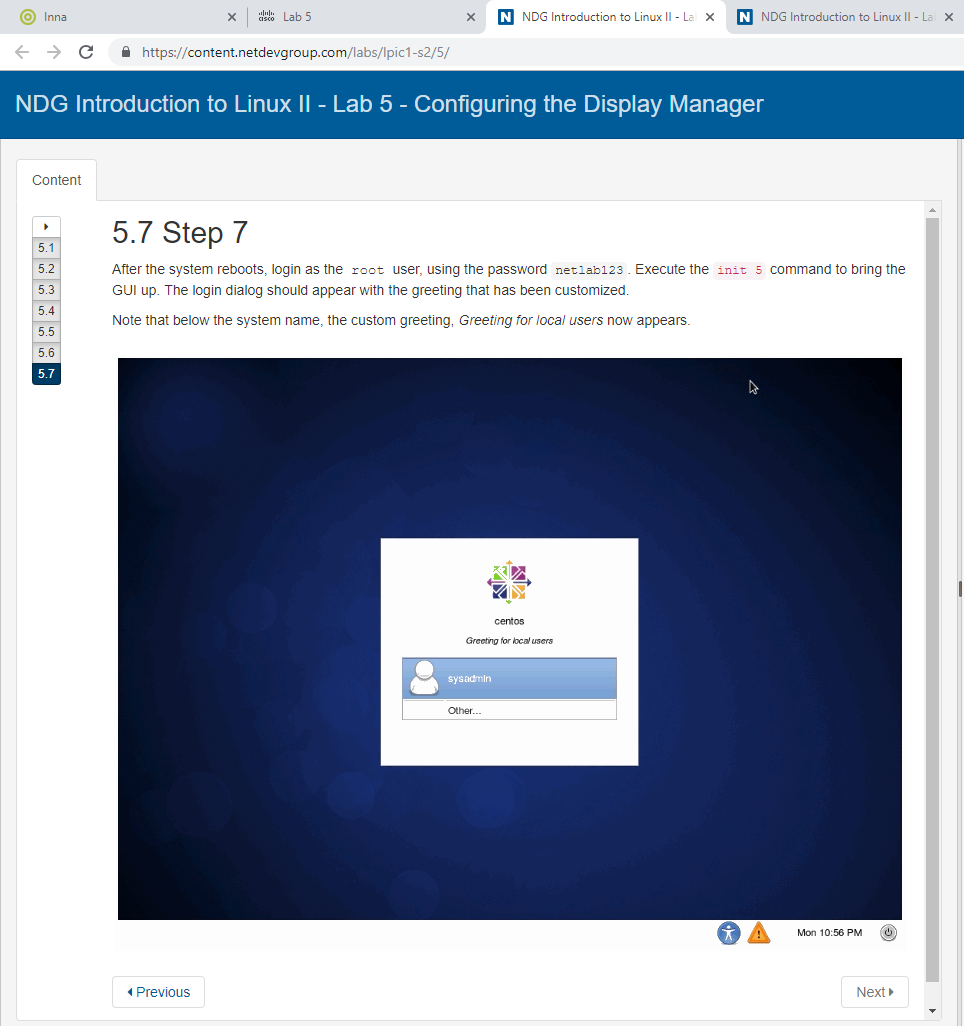 Inna
cisco
Lab 5
NDG Introduction to Linux II - La
N
NDG Introduction to Linux II - La
N
https://content.netdevgroup.com/labs/lpic1-s2/5/
NDG Introduction to Linux II - Lab 5 - Configuring the Display Manager
Content
5.1
5.2
5.3
5.4
5.5
5.6
5.7
5.7 Step 7
After the system reboots, login as the root user, using the password netlab123. Execute the init 5 command to bring the
GUI up. The login dialog should appear with the greeting that has been customized.
Note that below the system name, the custom greeting, Greeting for local users now appears.
centos
Greeting for local users
sysadmin
Other...
Mon 10:56 PM
Previous
Next